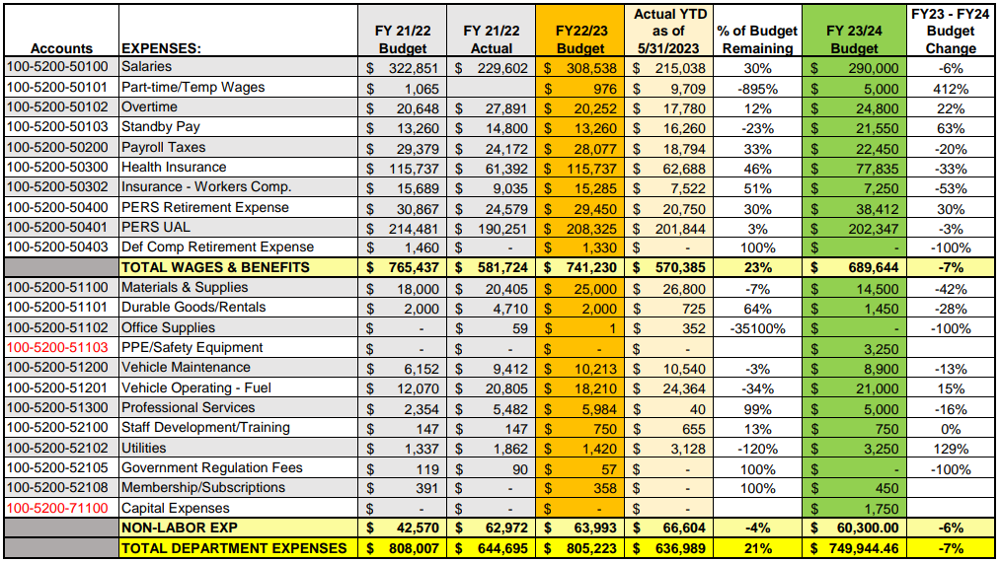 Accounts EXPENSES: FY 21/22 Budget FY 21/22 Actual FY22/23 Budget Actual YTD as of 5/31/2023 % of Budget Remaining FY 23/24 Budget FY23 - FY24 Budget Change
100-5200-50100 Salaries $ 322,851 $ 229,602 $ 308,538 $ 215,038 30% $ 290,000 -6%
100-5200-50101 Part-time/Temp Wages $ 1,065 $ 976 $ 9,709 -895% $ 5,000 412%
100-5200-50102 Overtime $ 20,648 $ 27,891 $ 20,252 $ 17,780 12% $ 24,800 22%
100-5200-50103 Standby Pay $ 13,260 $ 14,800 $ 13,260 $ 16,260 -23% $ 21,550 63%
100-5200-50200 Payroll Taxes $ 29,379 $ 24,172 $ 28,077 $ 18,794 33% $ 22,450 -20%
100-5200-50300 Health Insurance $ 115,737 $ 61,392 $ 115,737 $ 62,688 46% $ 77,835 -33%
100-5200-50302 Insurance - Workers Comp. $ 15,689 $ 9,035 $ 15,285 $ 7,522 51% $ 7,250 -53%
100-5200-50400 PERS Retirement Expense $ 30,867 $ 24,579 $ 29,450 $ 20,750 30% $ 38,412 30%
100-5200-50401 PERS UAL $ 214,481 $ 190,251 $ 208,325 $ 201,844 3% $ 202,347 -3%
100-5200-50403 Def Comp Retirement Expense $ 1,460 $ - $ 1,330 $ - 100% $ - -100%
TOTAL WAGES & BENEFITS $ 765,437 $ 581,724 $ 741,230 $ 570,385 23% $ 689,644 -7%
100-5200-51100 Materials & Supplies $ 18,000 $ 20,405 $ 25,000 $ 26,800 -7% $ 14,500 -42%
100-5200-51101 Durable Goods/Rentals $ 2,000 $ 4,710 $ 2,000 $ 725 64% $ 1,450 -28%
100-5200-51102 Office Supplies $ - $ 59 $ 1 $ 352 -35100% $ - -100%
100-5200-51103 PPE/Safety Equipment $ - $ - $ - $ - $ 3,250
100-5200-51200 Vehicle Maintenance $ 6,152 $ 9,412 $ 10,213 $ 10,540 -3% $ 8,900 -13%
100-5200-51201 Vehicle Operating - Fuel $ 12,070 $ 20,805 $ 18,210 $ 24,364 -34% $ 21,000 15%
100-5200-51300 Professional Services $ 2,354 $ 5,482 $ 5,984 $ 40 99% $ 5,000 -16%
100-5200-52100 Staff Development/Training $ 147 $ 147 $ 750 $ 655 13% $ 750 0%
100-5200-52102 Utilities $ 1,337 $ 1,862 $ 1,420 $ 3,128 -120% $ 3,250 129%
100-5200-52105 Government Regulation Fees $ 119 $ 90 $ 57 $ - 100% $ - -100%
100-5200-52108 Membership/Subscriptions $ 391 $ - $ 358 $ - 100% $ 450
100-5200-71100 Capital Expenses $ - $ - $ - $ 1,750
NON-LABOR EXP $ 42,570 $ 62,972 $ 63,993 $ 66,604 -4% $ 60,300.00 -6%
TOTAL DEPARTMENT EXPENSES $ 808,007 $ 644,695 $ 805,223 $ 636,989 21% $ 749,944.46 -7%